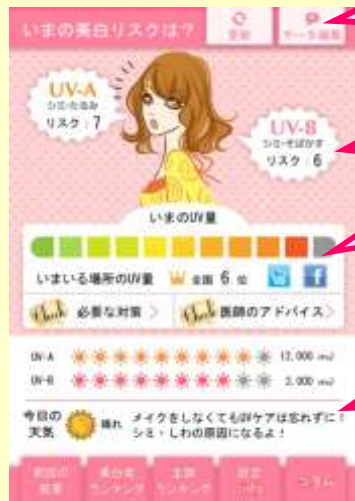 いまの美白リスクは？
更新
データ編集
UV-A
シミ・たるみ
リスク：7
UV-B
シミ・そばかす
リスク：6
いまのUV量
いまいる場所のUV量 全国 6 位
Check 必要な対策 >
Check 医師のアドバイス >
UV-A 12,000
UV-B 2,000
今日の天気 晴れ
メイクをしなくてもUVケアは忘れずに！
シミ・しわの原因になるよ！
ランキング
ランキング
コラム